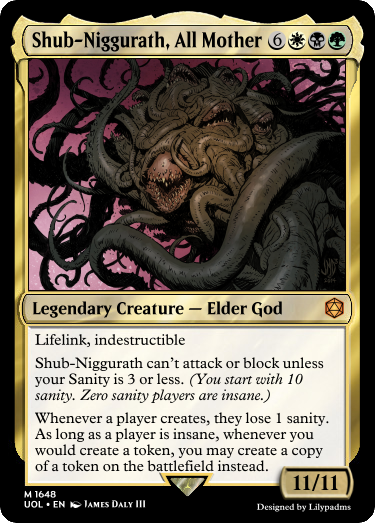 Shub-Niggurath, All Mother 6
Legendary Creature — Elder God
Lifelink, indestructible
Shub-Niggurath can't attack or block unless
your Sanity is 3 or less. (You start with 10
sanity. Zero sanity players are insane.)
Whenever a player creates, they lose 1 sanity.
As long as a player is insane, whenever you
would create a token, you may create a copy
of a token on the battlefield instead.
11/11
M 1648
UOL • EN James Daly III
Designed by Lilypadms